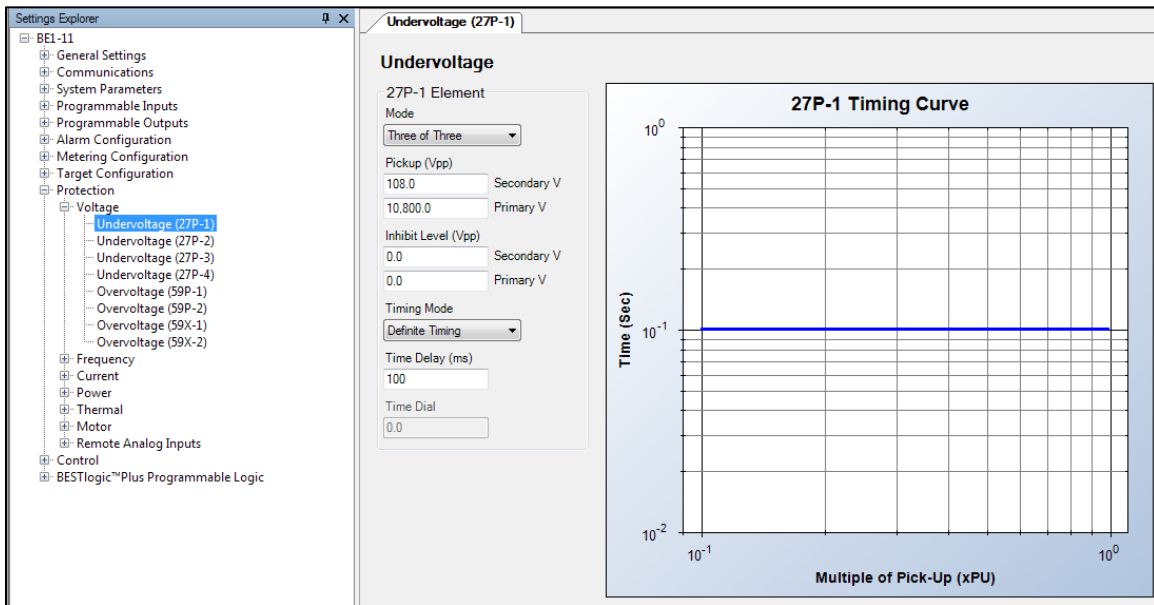 Settings Explorer
BE1-11
General Settings
Communications
System Parameters
Programmable Inputs
Programmable Outputs
Alarm Configuration
Metering Configuration
Target Configuration
Protection
Voltage
Undervoltage (27P-1)
Undervoltage (27P-2)
Undervoltage (27P-3)
Undervoltage (27P-4)
Overvoltage (59P-1)
Overvoltage (59P-2)
Overvoltage (59X-1)
Overvoltage (59X-2)
Frequency
Current
Power
Thermal
Motor
Remote Analog Inputs
Control
BESTlogic™Plus Programmable Logic
Undervoltage (27P-1)
Undervoltage
27P-1 Element
Mode
Three of Three
Pickup (Vpp)
108.0 Secondary V
10,800.0 Primary V
Inhibit Level (Vpp)
0.0 Secondary V
0.0 Primary V
Timing Mode
Definite Timing
Time Delay (ms)
100
Time Dial
0.0
27P-1 Timing Curve
Time (Sec)
10⁰
10⁻¹
10⁻²
10⁻¹ 10⁰
Multiple of Pick-Up (xPU)